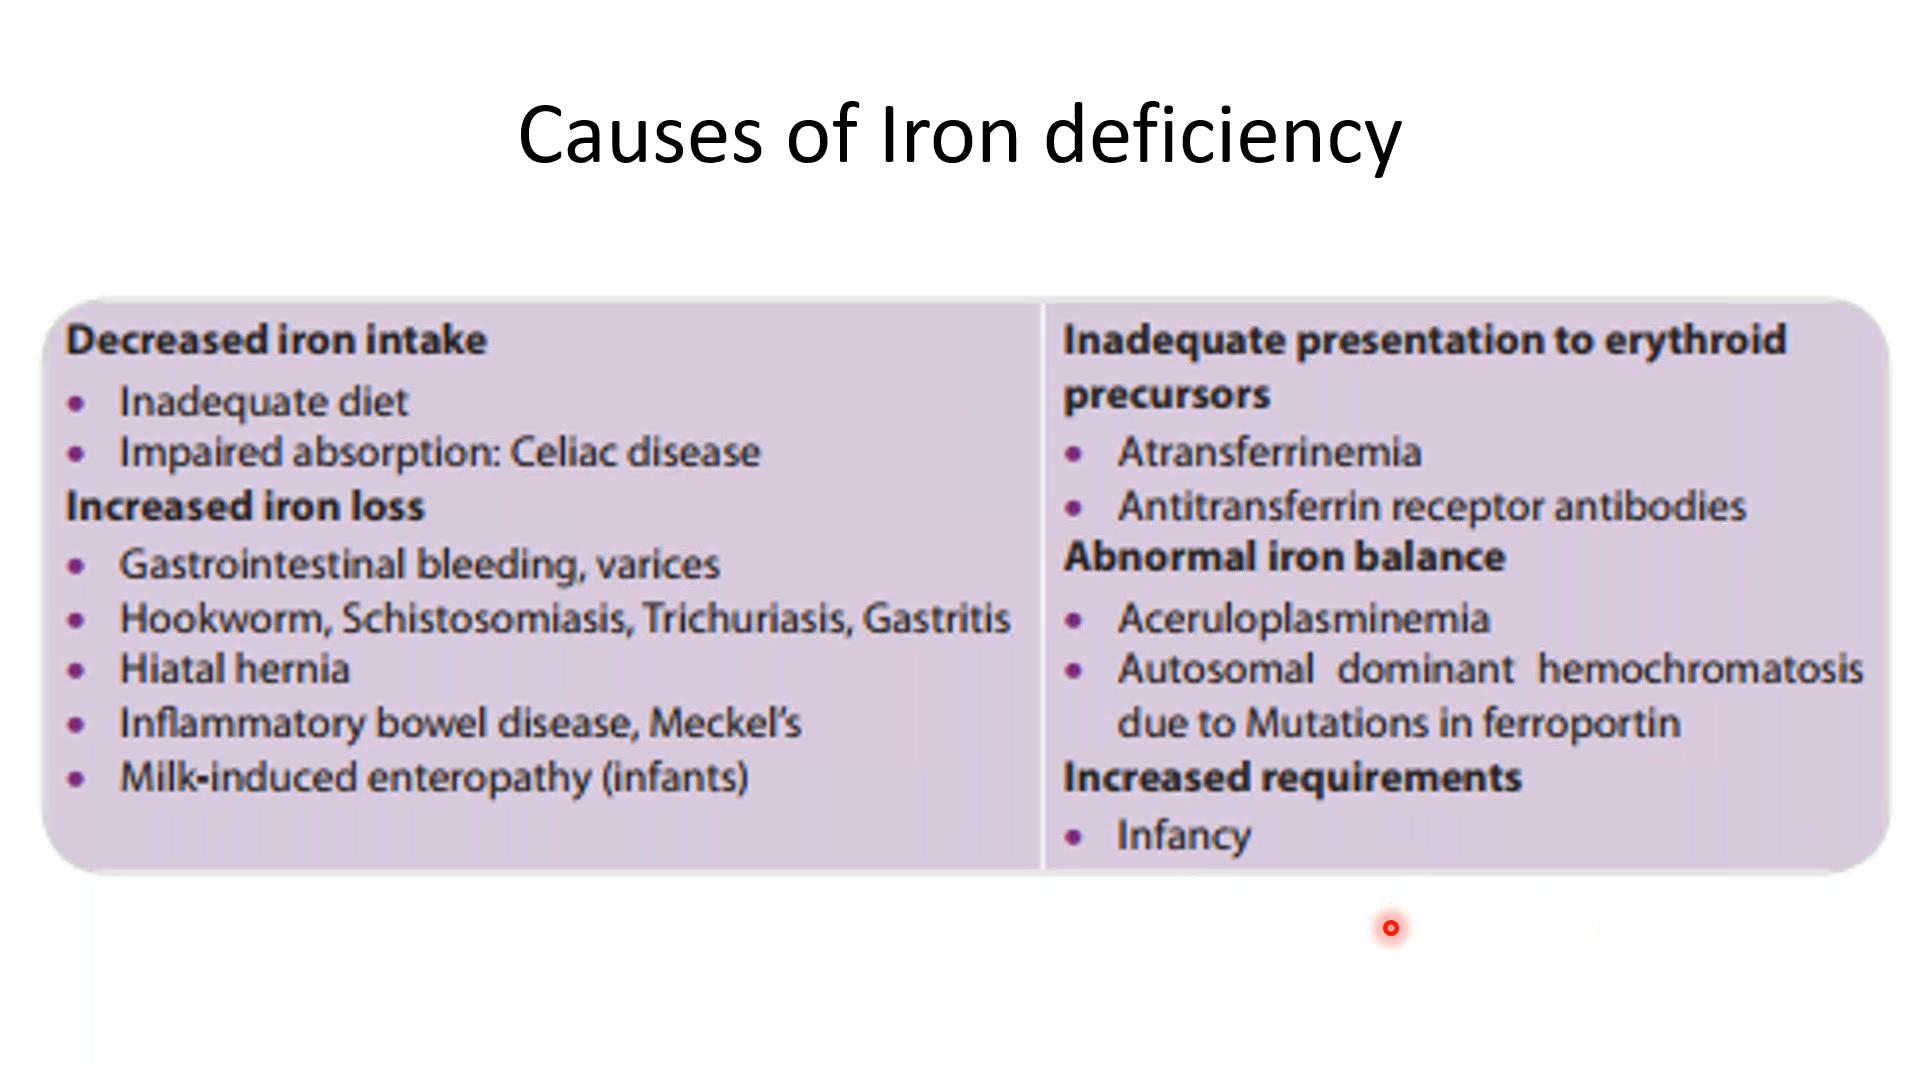 Causes of Iron deficiency
Decreased iron intake
• Inadequate diet
• Impaired absorption: Celiac disease
Increased iron loss
• Gastrointestinal bleeding, varices
• Hookworm, Schistosomiasis, Trichuriasis, Gastritis
• Hiatal hernia
• Inflammatory bowel disease, Meckel’s
• Milk-induced enteropathy (infants)
Inadequate presentation to erythroid
precursors
• Atransferrinemia
• Antitransferrin receptor antibodies
Abnormal iron balance
• Aceruloplasminemia
• Autosomal dominant hemochromatosis
due to Mutations in ferroportin
Increased requirements
• Infancy